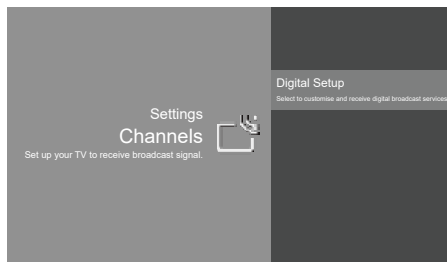 Settings
Channels
Set up your TV to receive broadcast signal.
Digital Setup
Select to customise and receive digital broadcast services